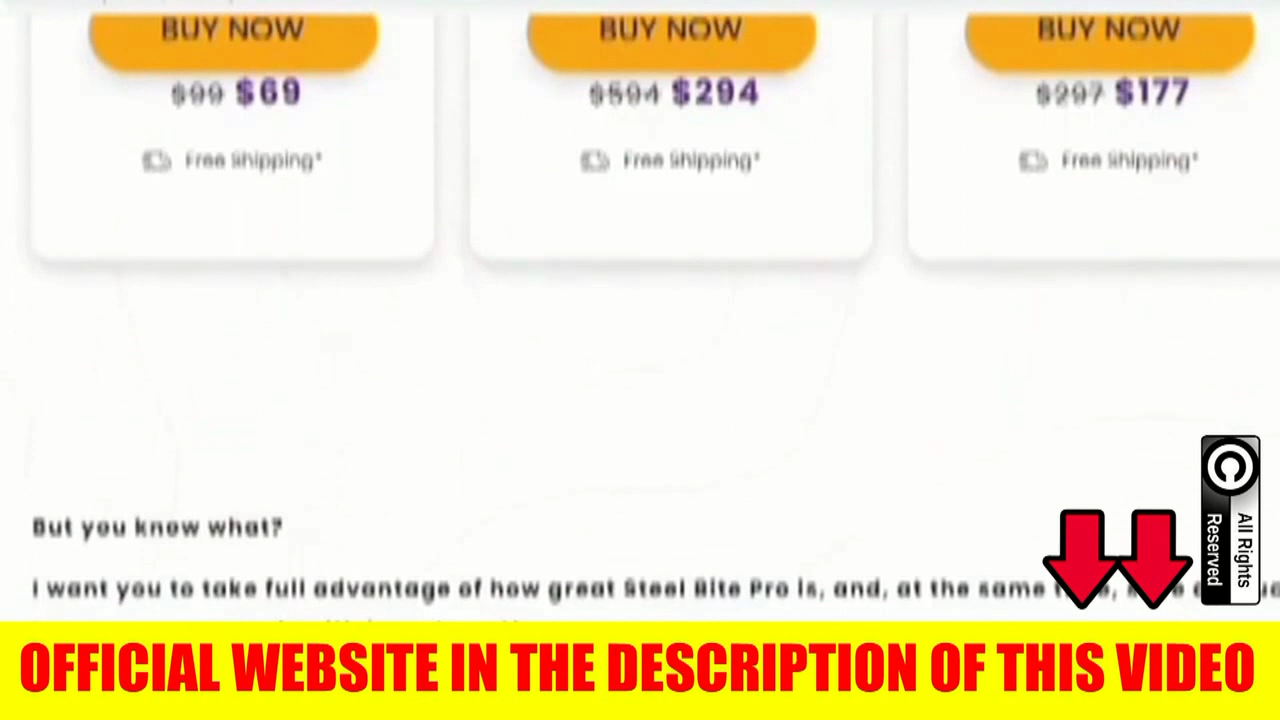 BUY NOW BUY NOW BUY NOW
$99 $69 $594 $294 $297 $177
Free Shipping* Free Shipping* Free Shipping*
But you know what?
I want you to take full advantage of how great Steel Bite Pro is, and, at the same
All Rights
Reserved
OFFICIAL WEBSITE IN THE DESCRIPTION OF THIS VIDEO